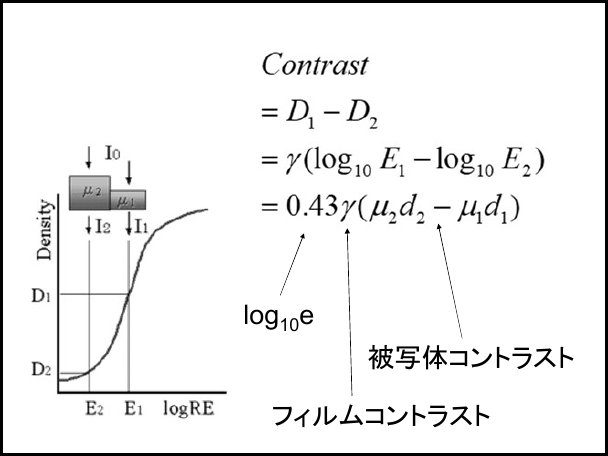 Contrast
= D₁ − D₂
= γ(log₁₀ E₁ − log₁₀ E₂)
= 0.43γ(μ₂d₂ − μ₁d₁)
log₁₀e
被写体コントラスト
フィルムコントラスト
I₀
μ₂ μ₁
I₂ I₁
Density
D₁
D₂
E₂ E₁ logRE